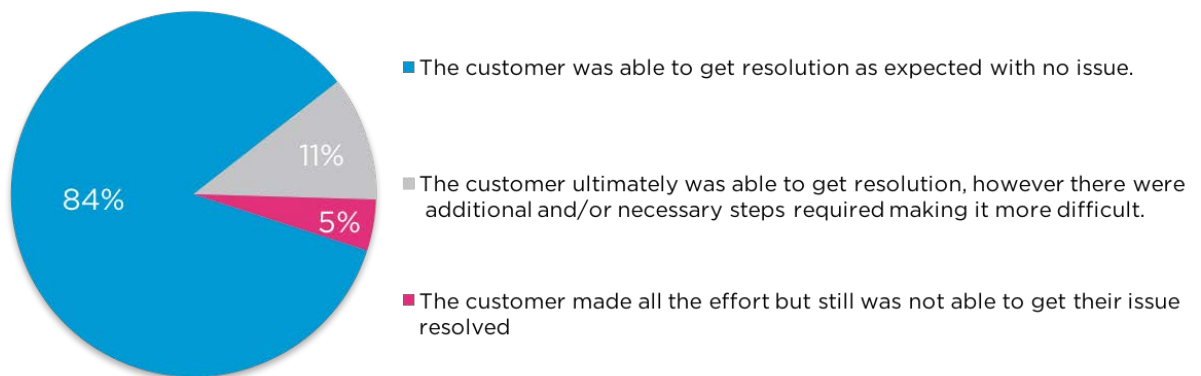 84%
11%
5%
The customer was able to get resolution as expected with no issue.
The customer ultimately was able to get resolution, however there were
additional and/or necessary steps required making it more difficult.
The customer made all the effort but still was not able to get their issue
resolved